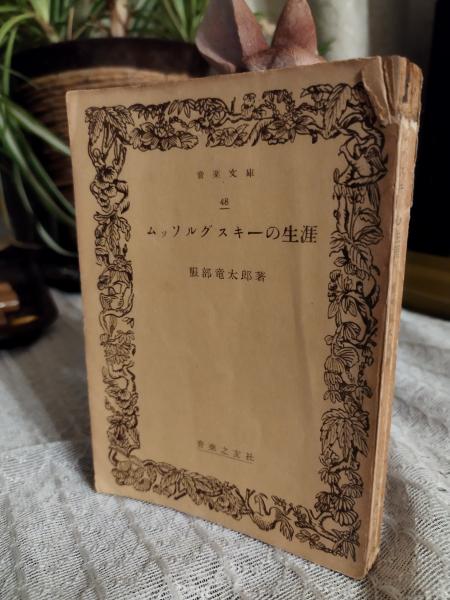 音楽文庫
48
ムッソルグスキーの生涯
服部竜太郎著
音楽之友社